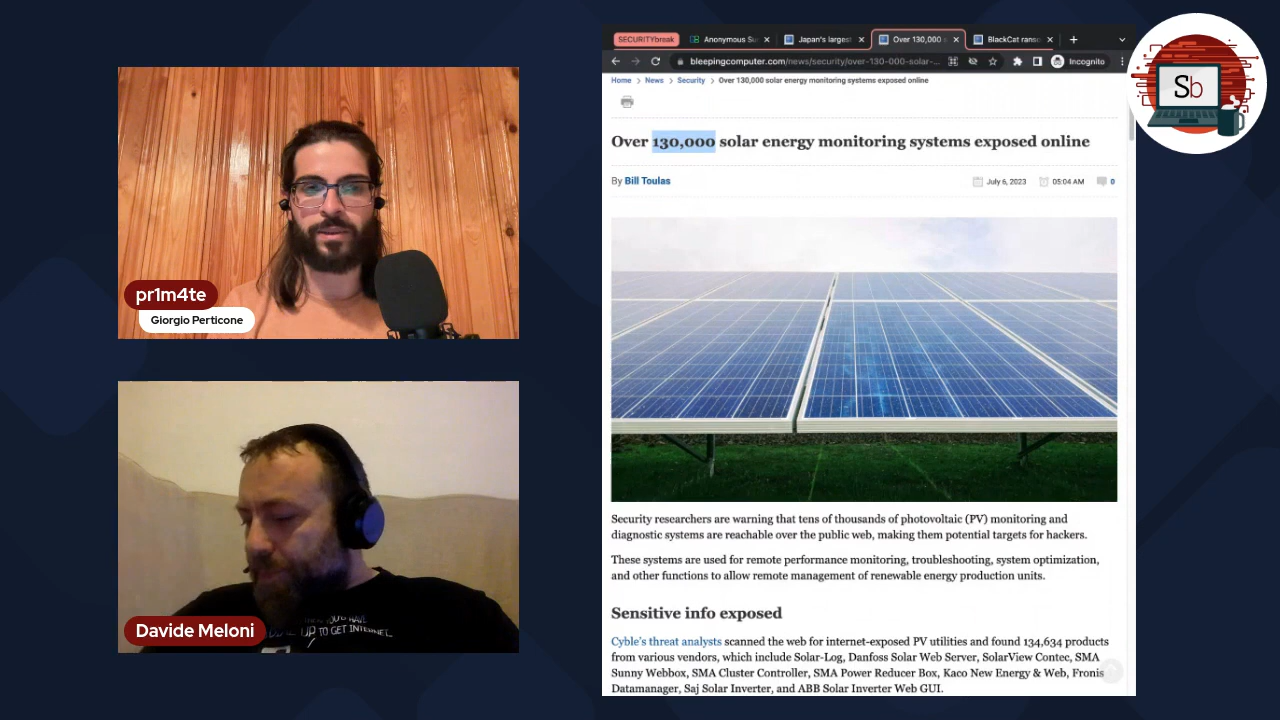 pr1m4te
Giorgio Perticone
Davide Meloni
TO GET INTERNET
SECURITYbreak
Anonymous Su
Japan's largest
Over 130,000 s
BlackCat ranso
bleepingcomputer.com/news/security/over-130-000-solar-...
Incognito
Sb
Home > News > Security > Over 130,000 solar energy monitoring systems exposed online
Over 130,000 solar energy monitoring systems exposed online
By Bill Toulas
July 6, 2023
05:04 AM
0
Security researchers are warning that tens of thousands of photovoltaic (PV) monitoring and
diagnostic systems are reachable over the public web, making them potential targets for hackers.
These systems are used for remote performance monitoring, troubleshooting, system optimization,
and other functions to allow remote management of renewable energy production units.
Sensitive info exposed
Cyble's threat analysts scanned the web for internet-exposed PV utilities and found 134,634 products
from various vendors, which include Solar-Log, Danfoss Solar Web Server, SolarView Contec, SMA
Sunny Webbox, SMA Cluster Controller, SMA Power Reducer Box, Kaco New Energy & Web, Fronis
Datamanager, Saj Solar Inverter, and ABB Solar Inverter Web GUI.